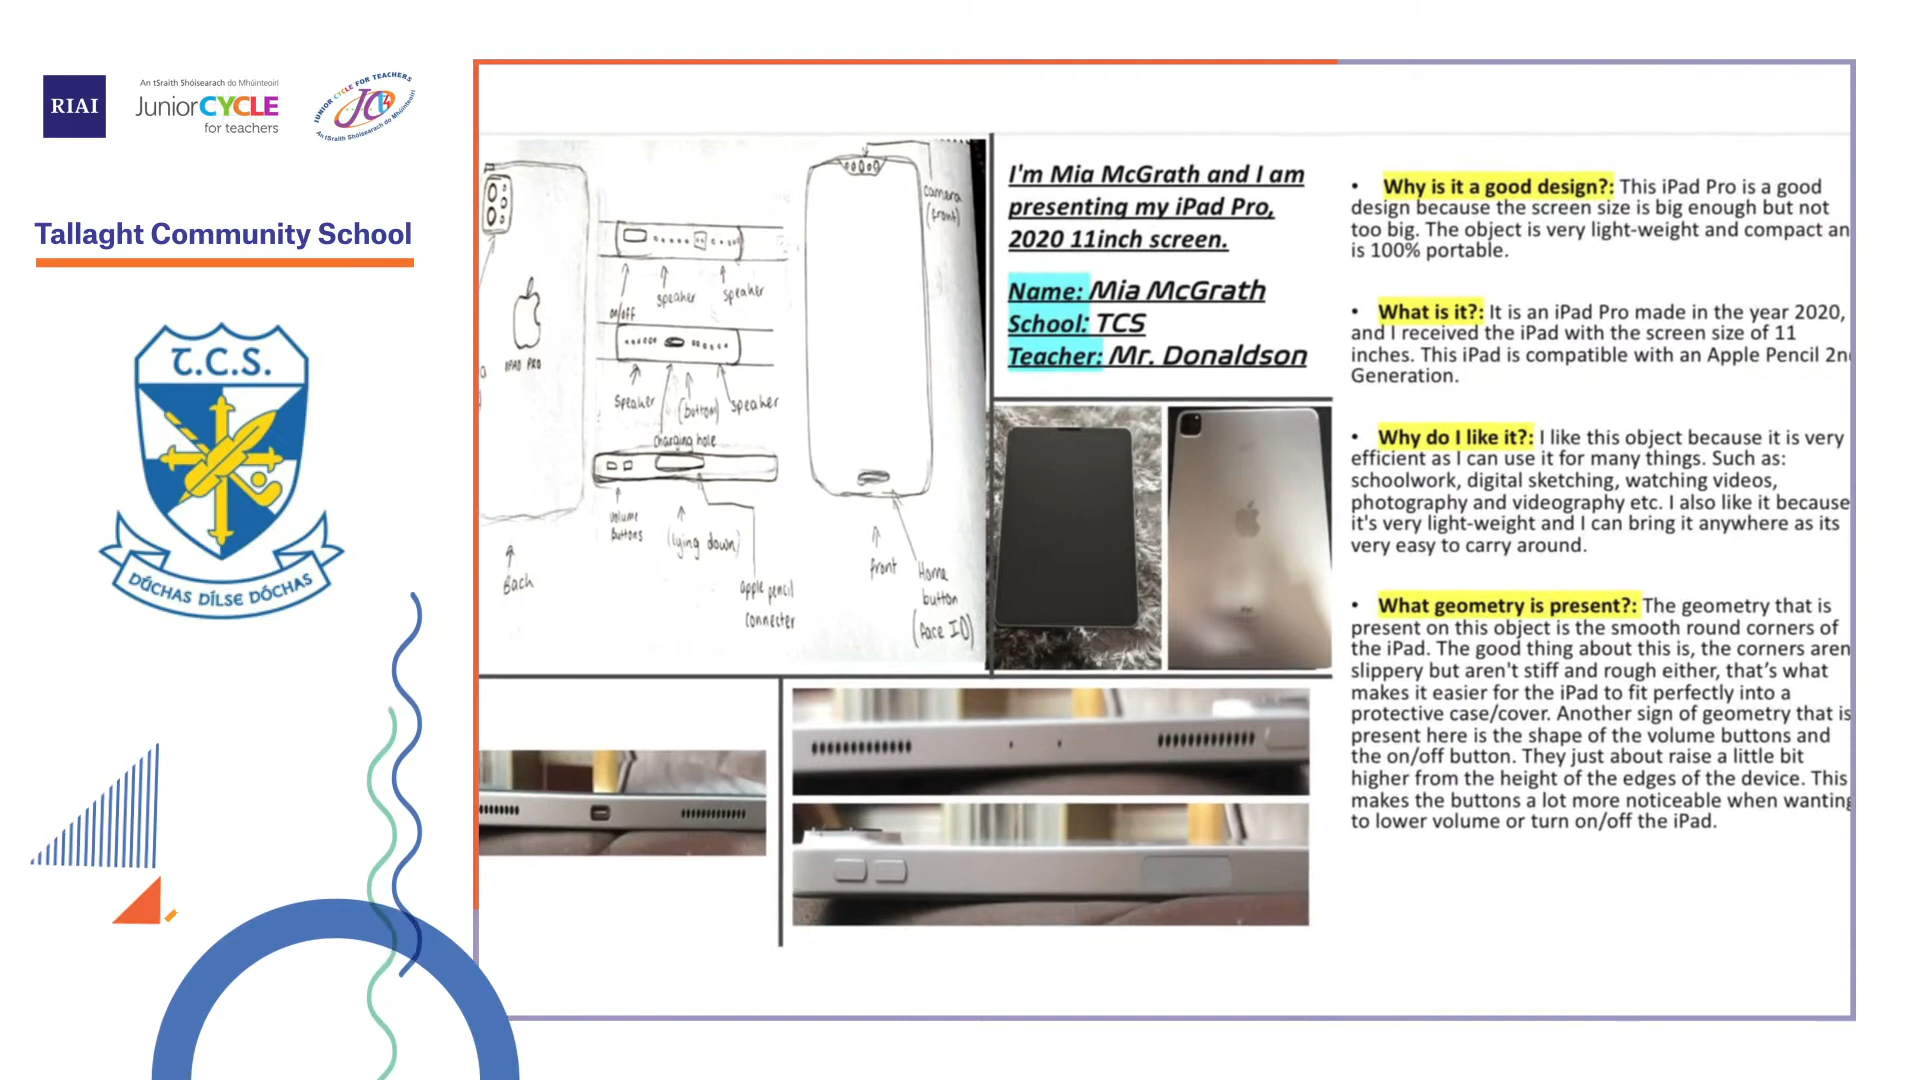 RIAI
An tSraith Shóisearach do Mhúinteoirí
JuniorCYCLE
for teachers
JUNIOR CYCLE FOR TEACHERS
JCT4
An tSraith Shóisearach do Mhúinteoirí
Tallaght Community School
T.C.S.
DÚCHAS DÍLSE DÓCHAS
camera
(front)
on/off
speaker
speaker
IPAD PRO
speaker
(bottom)
speaker
Charging hole
volume
buttons
(lying down)
Back
apple pencil
connecter
front
Home
button
(Face ID)
I'm Mia McGrath and I am
presenting my iPad Pro,
2020 11inch screen.
Name: Mia McGrath
School: TCS
Teacher: Mr. Donaldson
• Why is it a good design?: This iPad Pro is a good
design because the screen size is big enough but not
too big. The object is very light-weight and compact an
is 100% portable.
• What is it?: It is an iPad Pro made in the year 2020,
and I received the iPad with the screen size of 11
inches. This iPad is compatible with an Apple Pencil 2n
Generation.
• Why do I like it?: I like this object because it is very
efficient as I can use it for many things. Such as:
schoolwork, digital sketching, watching videos,
photography and videography etc. I also like it because
it's very light-weight and I can bring it anywhere as its
very easy to carry around.
• What geometry is present?: The geometry that is
present on this object is the smooth round corners of
the iPad. The good thing about this is, the corners aren
slippery but aren't stiff and rough either, that's what
makes it easier for the iPad to fit perfectly into a
protective case/cover. Another sign of geometry that is
present here is the shape of the volume buttons and
the on/off button. They just about raise a little bit
higher from the height of the edges of the device. This
makes the buttons a lot more noticeable when wanting
to lower volume or turn on/off the iPad.